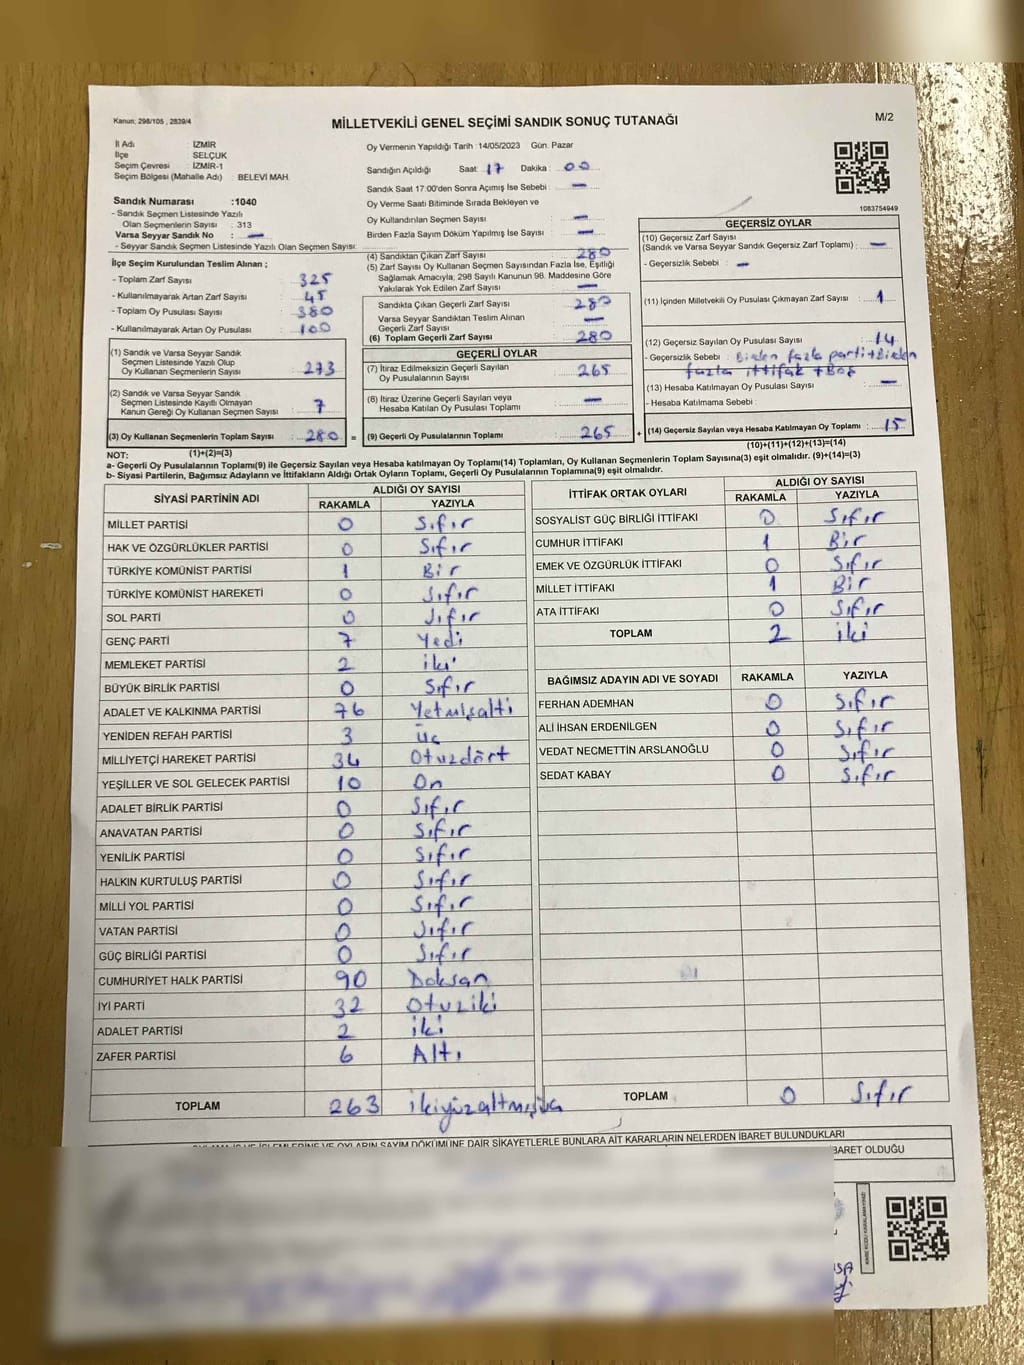 Kanun; 298/105 , 2839/4
MİLLETVEKİLİ GENEL SEÇİMİ SANDIK SONUÇ TUTANAĞI
M/2
İl Adı : İZMİR
İlçe : SELÇUK
Seçim Çevresi : İZMİR-1
Seçim Bölgesi (Mahalle Adı) : BELEVİ MAH.
Sandık Numarası :1040
- Sandık Seçmen Listesinde Yazılı
Olan Seçmenlerin Sayısı : 313
Varsa Seyyar Sandık No : —
- Seyyar Sandık Seçmen Listesinde Yazılı Olan Seçmen Sayısı:
Oy Vermenin Yapıldığı Tarih :14/05/2023 Gün: Pazar
Sandığın Açıldığı Saat: 17 Dakika : 00
Sandık Saat 17:00'den Sonra Açımış İse Sebebi : —
Oy Verme Saati Bitiminde Sırada Bekleyen ve
Oy Kullandırılan Seçmen Sayısı : —
Birden Fazla Sayım Döküm Yapılmış İse Sayısı : —
1083754949
İlçe Seçim Kurulundan Teslim Alınan ;
- Toplam Zarf Sayısı : 325
- Kullanılmayarak Artan Zarf Sayısı : 45
- Toplam Oy Pusulası : 380
- Kullanılmayarak Artan Oy Pusulası : 100
(4) Sandıktan Çıkan Zarf Sayısı : 280
(5) Zarf Sayısı Oy Kullanan Seçmen Sayısından Fazla İse, Eşitliği
Sağlamak Amacıyla, 298 Sayılı Kanunun 98. Maddesine Göre
Yakılarak Yok Edilen Zarf Sayısı : —
Sandıkta Çıkan Geçerli Zarf Sayısı : 280
Varsa Seyyar Sandıktan Teslim Alınan
Geçerli Zarf Sayısı : —
(6) Toplam Geçerli Zarf Sayısı : 280
GEÇERSİZ OYLAR
(10) Geçersiz Zarf Sayısı
(Sandık ve Varsa Seyyar Sandık Geçersiz Zarf Toplamı) : —
- Geçersizlik Sebebi : —
(11) İçinden Milletvekili Oy Pusulası Çıkmayan Zarf Sayısı : 1
(12) Geçersiz Sayılan Oy Pusulası Sayısı : 14
- Geçersizlik Sebebi : Birden fazla parti+Birden
fazla ittifak +Boş
(13) Hesaba Katılmayan Oy Pusulası Sayısı : —
- Hesaba Katılmama Sebebi :
(14) Geçersiz Sayılan veya Hesaba Katılmayan Oy Toplamı : 15
(10)+(11)+(12)+(13)=(14)
(1) Sandık ve Varsa Seyyar Sandık
Seçmen Listesinde Yazılı Olup
Oy Kullanan Seçmenlerin Sayısı : 273
(2) Sandık ve Varsa Seyyar Sandık
Seçmen Listesinde Kayıtlı Olmayan
Kanun Gereği Oy Kullanan Seçmen Sayısı : 7
(3) Oy Kullanan Seçmenlerin Toplam Sayısı : 280 =
(1)+(2)=(3)
GEÇERLİ OYLAR
(7) İtiraz Edilmeksizin Geçerli Sayılan
Oy Pusulalarının Sayısı : 265
(8) İtiraz Üzerine Geçerli Sayılan veya
Hesaba Katılan Oy Pusulası Toplamı : —
(9) Geçerli Oy Pusulalarının Toplamı : 265 +
NOT:
a- Geçerli Oy Pusulalarının Toplamı(9) ile Geçersiz Sayılan veya Hesaba katılmayan Oy Toplamı(14) Toplamları, Oy Kullanan Seçmenlerin Toplam Sayısına(3) eşit olmalıdır. (9)+(14)=(3)
b- Siyasi Partilerin, Bağımsız Adayların ve İttifakların Aldığı Ortak Oyların Toplamı, Geçerli Oy Pusulalarının Toplamına(9) eşit olmalıdır.
SİYASİ PARTİNİN ADI ALDIĞI OY SAYISI
RAKAMLA YAZIYLA
MİLLET PARTİSİ 0 Sıfır
HAK VE ÖZGÜRLÜKLER PARTİSİ 0 Sıfır
TÜRKİYE KOMÜNİST PARTİSİ 1 Bir
TÜRKİYE KOMÜNİST HAREKETİ 0 Sıfır
SOL PARTİ 0 Sıfır
GENÇ PARTİ 7 Yedi
MEMLEKET PARTİSİ 2 iki
BÜYÜK BİRLİK PARTİSİ 0 Sıfır
ADALET VE KALKINMA PARTİSİ 76 Yetmişaltı
YENİDEN REFAH PARTİSİ 3 Üç
MİLLİYETÇİ HAREKET PARTİSİ 34 Otuzdört
YEŞİLLER VE SOL GELECEK PARTİSİ 10 On
ADALET BİRLİK PARTİSİ 0 Sıfır
ANAVATAN PARTİSİ 0 Sıfır
YENİLİK PARTİSİ 0 Sıfır
HALKIN KURTULUŞ PARTİSİ 0 Sıfır
MİLLİ YOL PARTİSİ 0 Sıfır
VATAN PARTİSİ 0 Sıfır
GÜÇ BİRLİĞİ PARTİSİ 0 Sıfır
CUMHURİYET HALK PARTİSİ 90 Doksan
İYİ PARTİ 32 Otuziki
ADALET PARTİSİ 2 iki
ZAFER PARTİSİ 6 Altı
TOPLAM 263 ikiyüzaltmışüç
İTTİFAK ORTAK OYLARI ALDIĞI OY SAYISI
RAKAMLA YAZIYLA
SOSYALİST GÜÇ BİRLİĞİ İTTİFAKI 0 Sıfır
CUMHUR İTTİFAKI 1 Bir
EMEK VE ÖZGÜRLÜK İTTİFAKI 0 Sıfır
MİLLET İTTİFAKI 1 Bir
ATA İTTİFAKI 0 Sıfır
TOPLAM 2 iki
BAĞIMSIZ ADAYIN ADI VE SOYADI RAKAMLA YAZIYLA
FERHAN ADEMHAN 0 Sıfır
ALİ İHSAN ERDENİLGEN 0 Sıfır
VEDAT NECMETTİN ARSLANOĞLU 0 Sıfır
SEDAT KABAY 0 Sıfır
TOPLAM 0 Sıfır
OYLARIN SAYIM DÖKÜMÜNE DAİR ŞİKAYETLERLE BUNLARA AİT KARARLARIN NELERDEN İBARET BULUNDUKLARI
BARET OLDUĞU
KARE KODU KARALAMAYINIZ